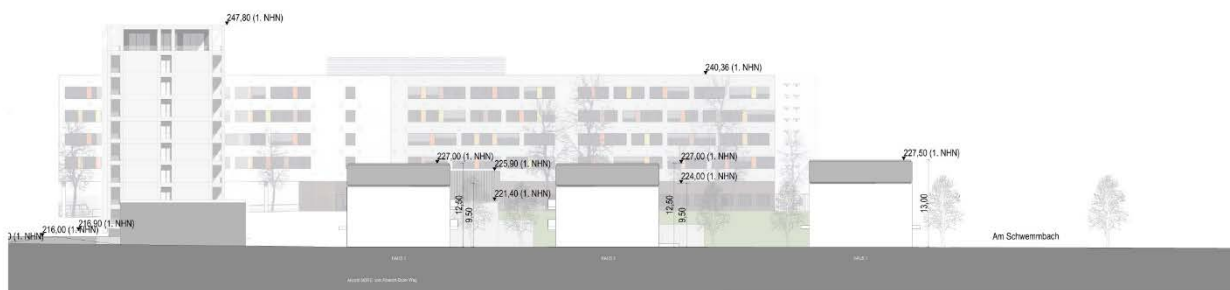 247,80 (1. NHN)
240,36 (1. NHN)
227,00 (1. NHN)
225,90 (1. NHN)
227,00 (1. NHN)
227,50 (1. NHN)
224,00 (1. NHN)
221,40 (1. NHN)
12,50
9,50
12,50
9,50
13,00
216,90 (1. NHN)
216,00 (1. NHN)
(1. NHN)
Am Schwemmbach